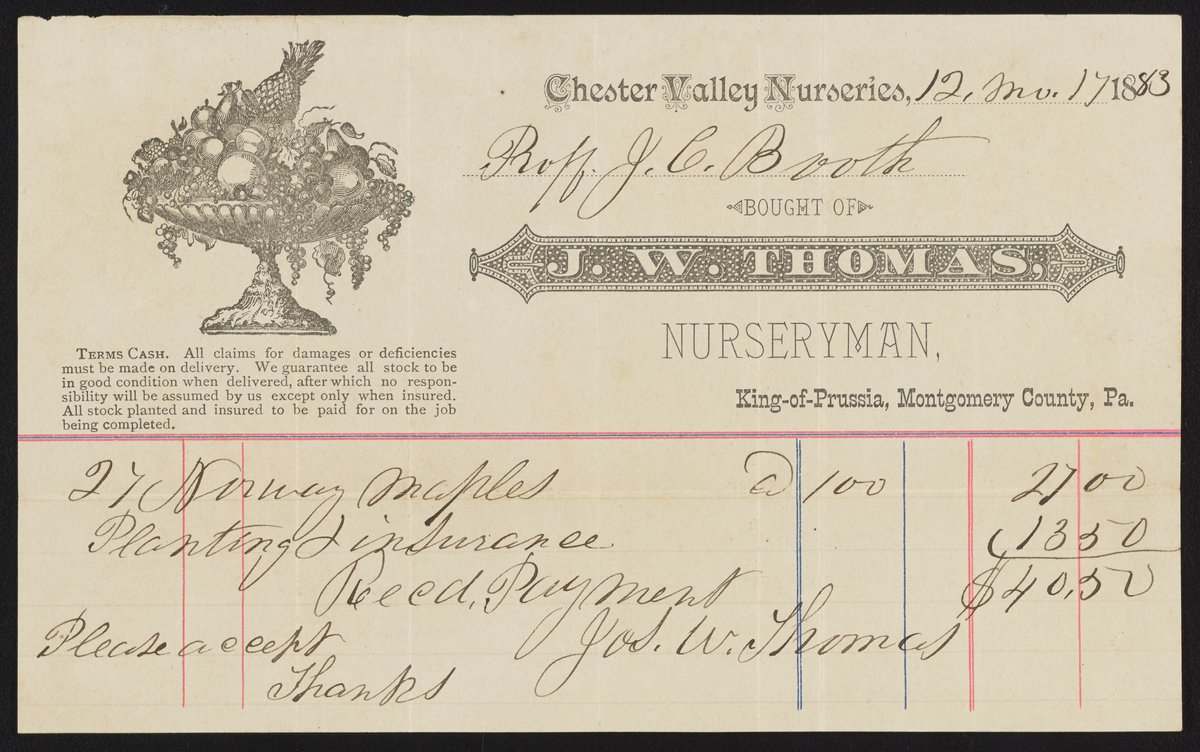 Chester Valley Nurseries, 12. mo. 17 1883
Proff. J. C. Booth
BOUGHT OF
J. W. THOMAS,
NURSERYMAN,
King-of-Prussia, Montgomery County, Pa.
TERMS CASH. All claims for damages or deficiencies
must be made on delivery. We guarantee all stock to be
in good condition when delivered, after which no respon-
sibility will be assumed by us except only when insured.
All stock planted and insured to be paid for on the job
being completed.
27 Norway Maples @ 100 27 00
Planting & insurance 13 50
Recd. Payment $40.50
Please accept Jos. W. Thomas
Thanks